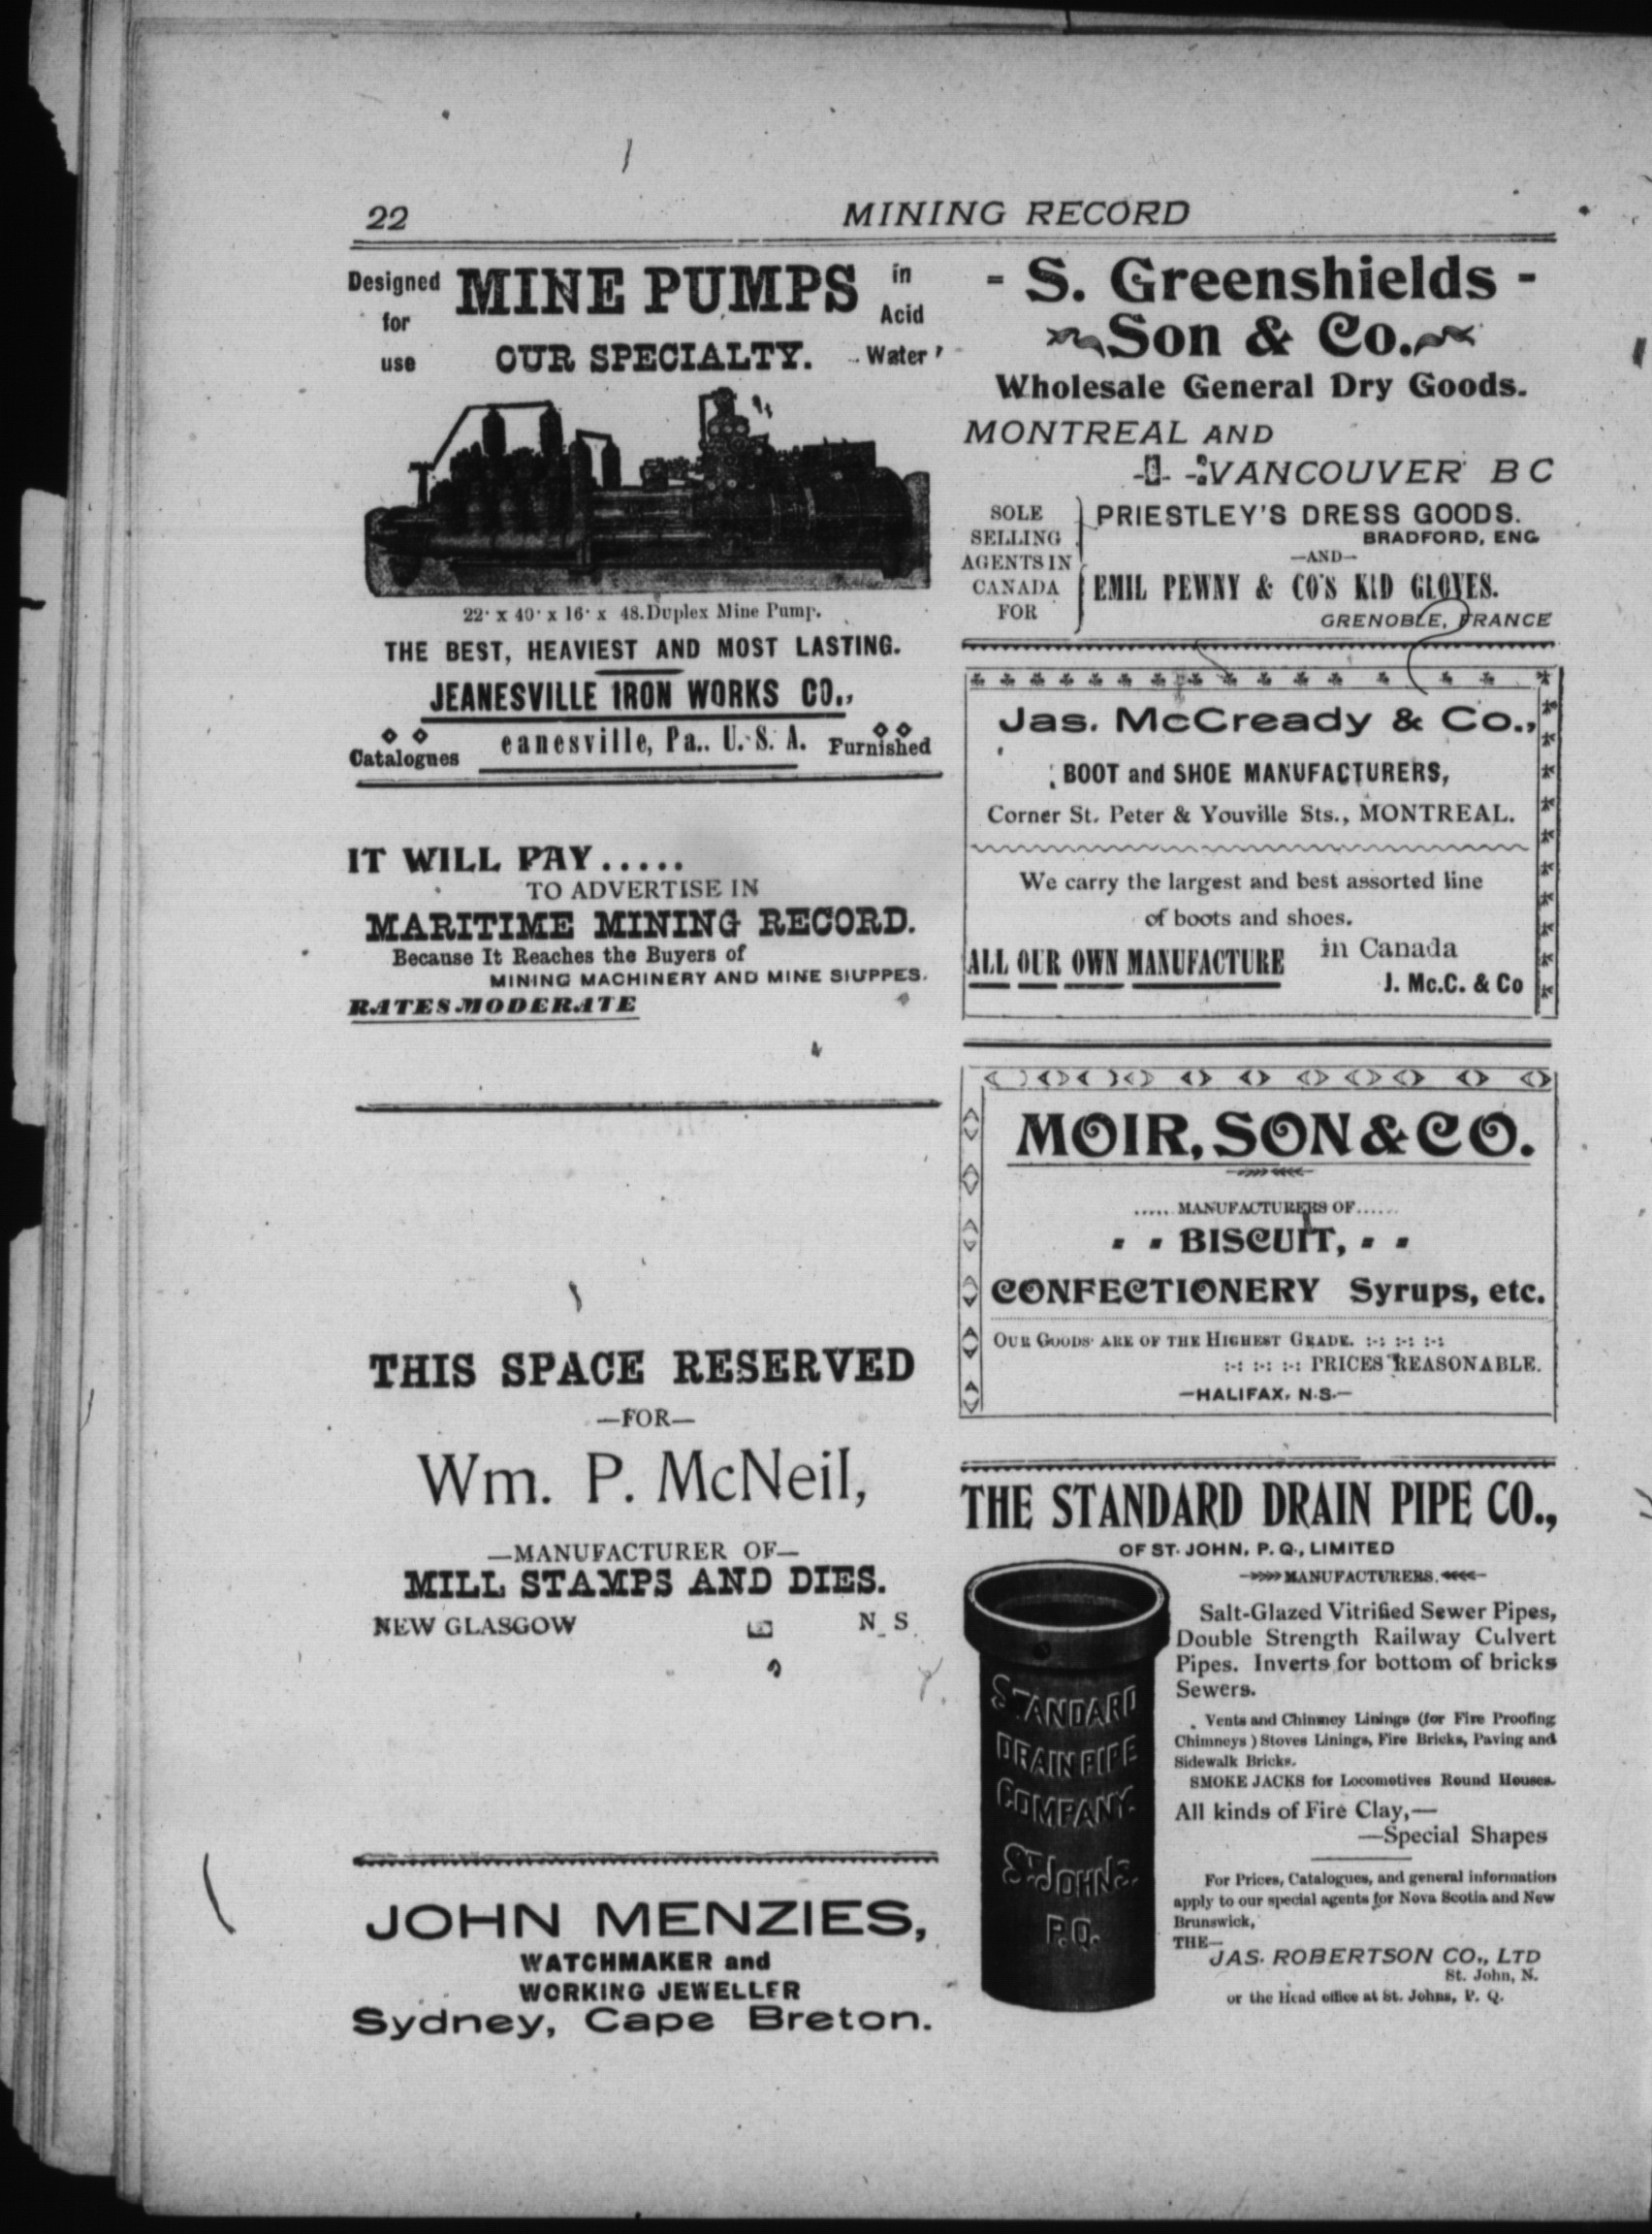 22
MINING RECORD
Designed for use
MINE PUMPS
in Acid Water
OUR SPECIALTY.
22· x 40· x 16· x 48. Duplex Mine Pump.
THE BEST, HEAVIEST AND MOST LASTING.
JEANESVILLE IRON WORKS CO.,
Catalognes
eanesville, Pa.. U. S. A.
Furnished
IT WILL PAY.....
TO ADVERTISE IN
MARITIME MINING RECORD.
Because It Reaches the Buyers of
MINING MACHINERY AND MINE SIUPPES.
RATES MODERATE
THIS SPACE RESERVED
—FOR—
Wm. P. McNeil,
—MANUFACTURER OF—
MILL STAMPS AND DIES.
NEW GLASGOW N S.
JOHN MENZIES,
WATCHMAKER and
WORKING JEWELLER
Sydney, Cape Breton.
- S. Greenshields -
Son & Co.
Wholesale General Dry Goods.
MONTREAL AND
VANCOUVER B C
SOLE
SELLING
AGENTS IN
CANADA
FOR
PRIESTLEY'S DRESS GOODS.
BRADFORD, ENG
—AND—
EMIL PEWNY & CO'S KID GLOVES.
GRENOBLE, FRANCE
Jas. McCready & Co.,
BOOT and SHOE MANUFACTURERS,
Corner St. Peter & Youville Sts., MONTREAL.
We carry the largest and best assorted line
of boots and shoes.
ALL OUR OWN MANUFACTURE
in Canada
J. Mc.C. & Co
MOIR, SON & CO.
..... MANUFACTURERS OF......
- - BISCUIT, - -
CONFECTIONERY Syrups, etc.
OUR GOODS· ARE OF THE HIGHEST GRADE. :-: :-: :-:
:-: :-: :-: PRICES REASONABLE.
—HALIFAX, N.S.—
THE STANDARD DRAIN PIPE CO.,
OF ST. JOHN, P. Q., LIMITED
MANUFACTURERS.
STANDARD
DRAIN PIPE
COMPANY.
ST. JOHNS.
P.Q.
Salt-Glazed Vitrified Sewer Pipes,
Double Strength Railway Culvert
Pipes. Inverts for bottom of bricks
Sewers.
Vents and Chimney Linings (for Fire Proofing
Chimneys ) Stoves Linings, Fire Bricks, Paving and
Sidewalk Bricks.
SMOKE JACKS for Locomotives Round Houses.
All kinds of Fire Clay,—
—Special Shapes
For Prices, Catalogues, and general information
apply to our special agents for Nova Scotia and New
Brunswick,
THE—
JAS. ROBERTSON CO., LTD
St. John, N.
or the Head office at St. Johns, P. Q.